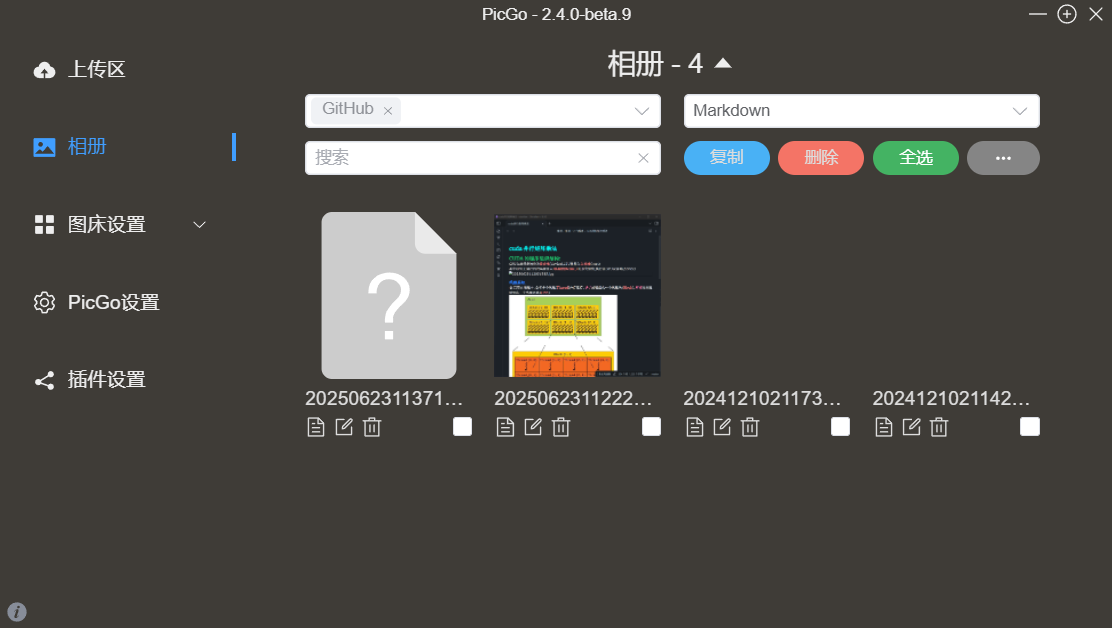 PicGo - 2.4.0-beta.9
上传区
相册
图床设置
PicGo设置
插件设置
相册 - 4
GitHub
Markdown
搜索
复制
删除
全选
...
?
2025062311371...
2025062311222...
2024121021173...
2024121021142...